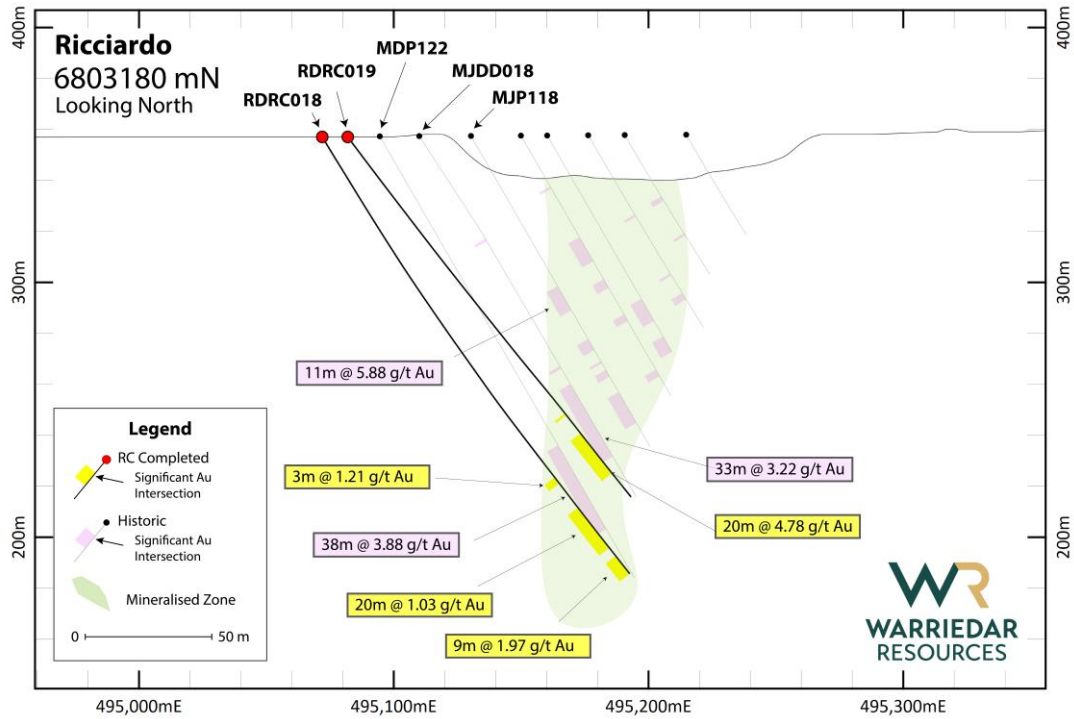 400m
400m
Ricciardo
6803180 mN
Looking North
MDP122
RDRC019
MJDD018
RDRC018
MJP118
300m
300m
11m @ 5.88 g/t Au
Legend
RC Completed
Significant Au
Intersection
Historic
Significant Au
Intersection
Mineralised Zone
0
50 m
3m @ 1.21 g/t Au
33m @ 3.22 g/t Au
20m @ 4.78 g/t Au
200m
200m
38m @ 3.88 g/t Au
20m @ 1.03 g/t Au
9m @ 1.97 g/t Au
WR
WARRIEDAR
RESOURCES
495,000mE
495,100mE
495,200mE
495,300mE